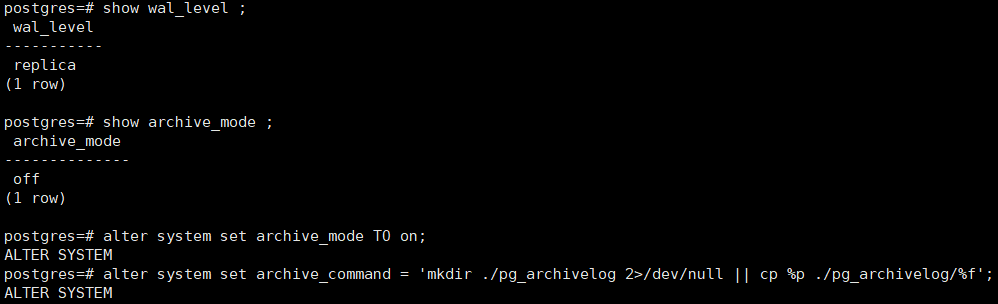 postgres=# show wal_level ;
 wal_level
-----------
 replica
(1 row)

postgres=# show archive_mode ;
 archive_mode
--------------
 off
(1 row)

postgres=# alter system set archive_mode TO on;
ALTER SYSTEM
postgres=# alter system set archive_command = 'mkdir ./pg_archivelog 2>/dev/null || cp %p ./pg_archivelog/%f';
ALTER SYSTEM